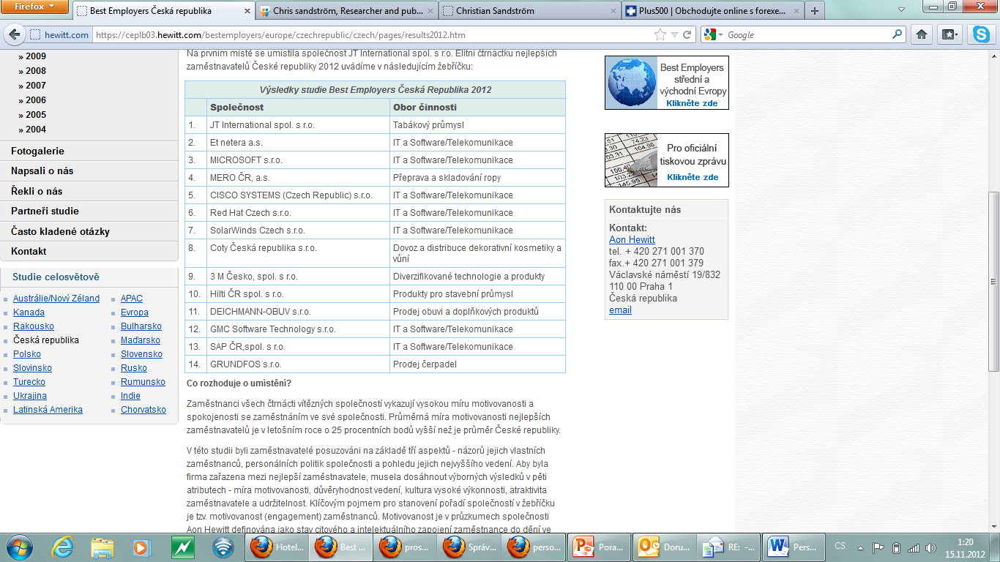 Firefox
Best Employers Česká republika
Chris sandström, Researcher and pub...
Christian Sandström
Plus500 | Obchodujte online s forexe...
hewitt.com
https://ceplb03.hewitt.com/bestemployers/europe/czechrepublic/czech/pages/results2012.htm
Google
» 2009
» 2008
» 2007
» 2006
» 2005
» 2004
Fotogalerie
Napsali o nás
Řekli o nás
Partneři studie
Často kladené otázky
Kontakt
Studie celosvětově
Austrálie/Nový Zéland
APAC
Kanada
Evropa
Rakousko
Bulharsko
Česká republika
Maďarsko
Polsko
Slovensko
Slovinsko
Rusko
Turecko
Rumunsko
Ukrajina
Indie
Latinská Amerika
Chorvatsko
Na prvním místě se umístila společnost JT International spol. s r.o. Elitní čtrnáctku nejlepších
zaměstnavatelů České republiky 2012 uvádíme v následujícím žebříčku:
Výsledky studie Best Employers Česká Republika 2012
Společnost Obor činnosti
1. JT International spol. s r.o. Tabákový průmysl
2. Et netera a.s. IT a Software/Telekomunikace
3. MICROSOFT s.r.o. IT a Software/Telekomunikace
4. MERO ČR, a.s. Přeprava a skladování ropy
5. CISCO SYSTEMS (Czech Republic) s.r.o. IT a Software/Telekomunikace
6. Red Hat Czech s.r.o. IT a Software/Telekomunikace
7. SolarWinds Czech s.r.o. IT a Software/Telekomunikace
8. Coty Česká republika s.r.o. Dovoz a distribuce dekorativní kosmetiky a
vůní
9. 3 M Česko, spol. s r.o. Diverzifikované technologie a produkty
10. Hilti ČR spol. s r.o. Produkty pro stavební průmysl
11. DEICHMANN-OBUV s.r.o. Prodej obuvi a doplňkových produktů
12. GMC Software Technology s.r.o. IT a Software/Telekomunikace
13. SAP ČR,spol. s r.o. IT a Software/Telekomunikace
14. GRUNDFOS s.r.o. Prodej čerpadel
Co rozhoduje o umístění?
Zaměstnanci všech čtrnácti vítězných společností vykazují vysokou míru motivovanosti a
spokojenosti se zaměstnáním ve své společnosti. Průměrná míra motivovanosti nejlepších
zaměstnavatelů je v letošním roce o 25 procentních bodů vyšší než je průměr České republiky.
V této studii byli zaměstnavatelé posuzováni na základě tří aspektů - názorů jejich vlastních
zaměstnanců, personálních politik společnosti a pohledu jejich nejvyššího vedení. Aby byla
firma zařazena mezi nejlepší zaměstnavatele, musela dosáhnout výborných výsledků v pěti
atributech - míra motivovanosti, důvěryhodnost vedení, kultura vysoké výkonnosti, atraktivita
zaměstnavatele a udržitelnost. Klíčovým pojmem pro stanovení pořadí společností v žebříčku
je tzv. motivovanost (engagement) zaměstnanců. Motivovanost je v průzkumech společnosti
Aon Hewitt definována jako stav citového a intelektuálního zapojení zaměstnance do dění ve
Best Employers
střední a
východní Evropy
Klikněte zde
Pro oficiální
tiskovou zprávu
Klikněte zde
Kontaktujte nás
Kontakt:
Aon Hewitt
tel. + 420 271 001 370
fax.+ 420 271 001 379
Václavské náměstí 19/832
110 00 Praha 1
Česká republika
email
Hotel...
Best ...
pros...
Správ...
perso...
Pora...
Doru...
RE: -...
Pers...
CS
1:20
15.11.2012